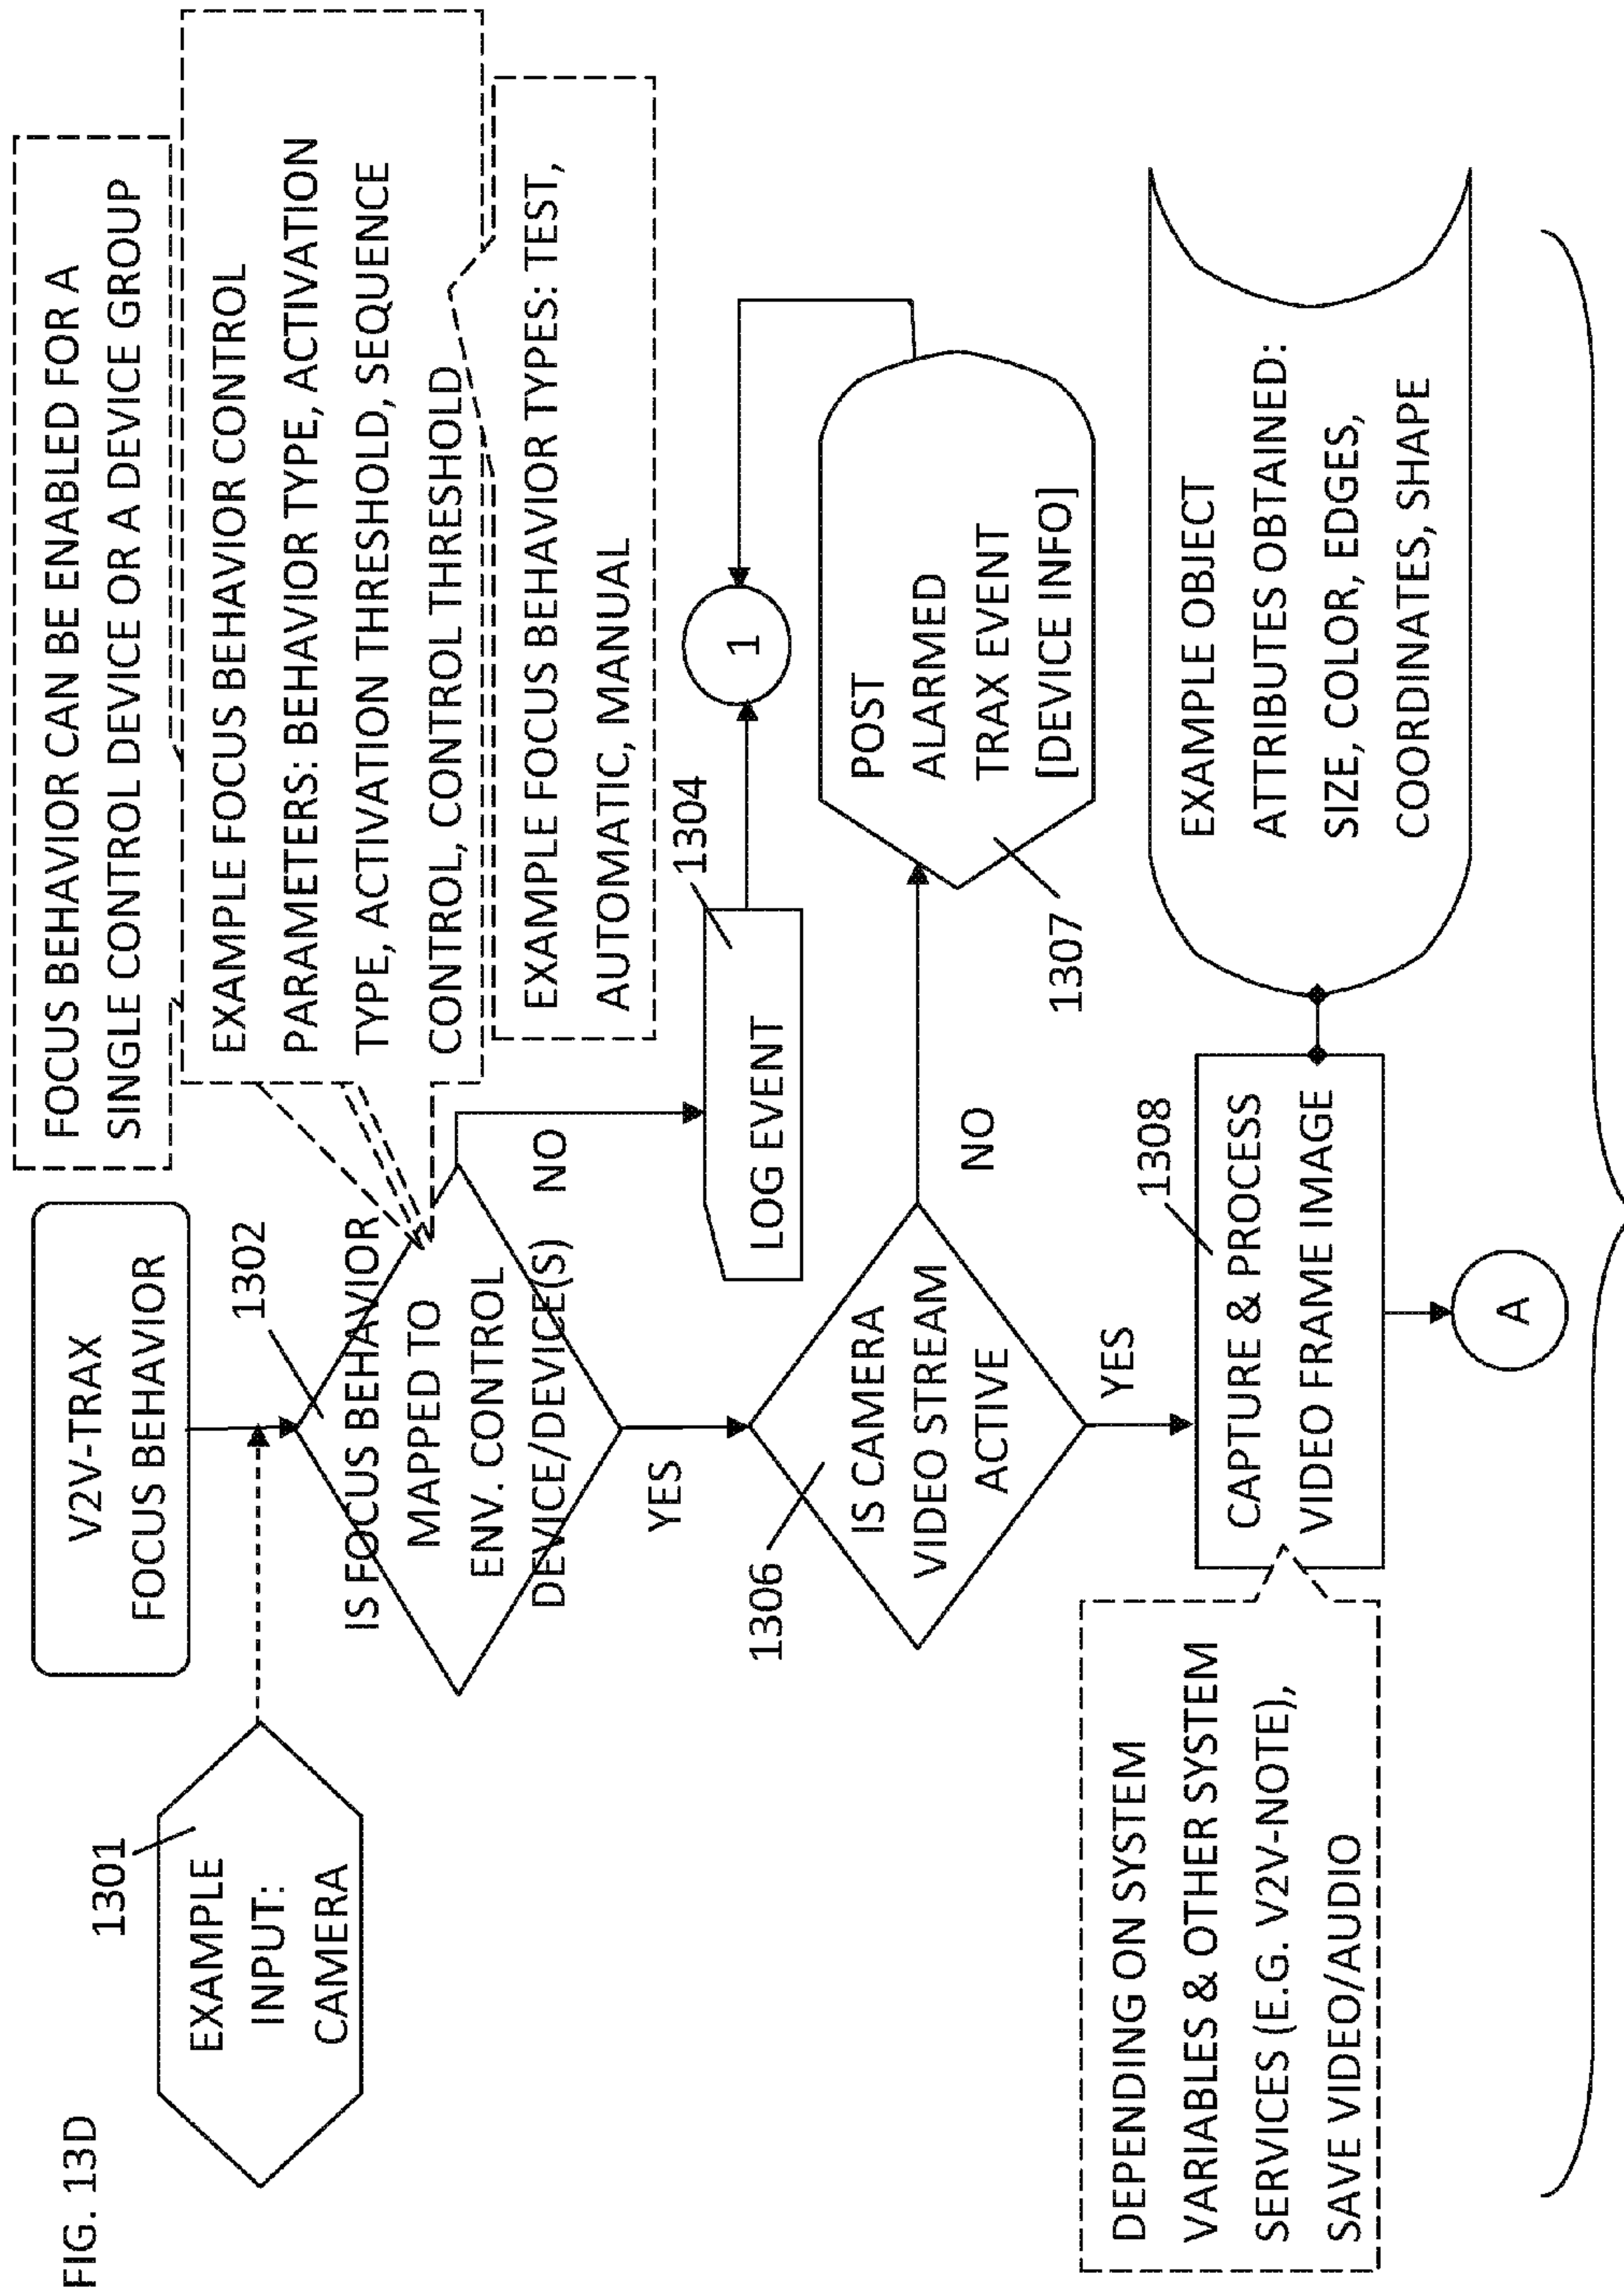 FIG. 13D
V2V-TRAX
FOCUS BEHAVIOR
FOCUS BEHAVIOR CAN BE ENABLED FOR A
SINGLE CONTROL DEVICE OR A DEVICE GROUP
1301
EXAMPLE
INPUT:
CAMERA
1302
EXAMPLE FOCUS BEHAVIOR CONTROL
PARAMETERS: BEHAVIOR TYPE, ACTIVATION
TYPE, ACTIVATION THRESHOLD, SEQUENCE
CONTROL, CONTROL THRESHOLD
IS FOCUS BEHAVIOR
MAPPED TO
ENV. CONTROL
DEVICE/DEVICE(S)
NO
EXAMPLE FOCUS BEHAVIOR TYPES: TEST,
AUTOMATIC, MANUAL
YES
1304
LOG EVENT
1
1306
IS CAMERA
VIDEO STREAM
ACTIVE
NO
POST
ALARMED
TRAX EVENT
[DEVICE INFO]
1307
YES
1308
DEPENDING ON SYSTEM
VARIABLES & OTHER SYSTEM
SERVICES (E.G. V2V-NOTE),
SAVE VIDEO/AUDIO
CAPTURE & PROCESS
VIDEO FRAME IMAGE
EXAMPLE OBJECT
ATTRIBUTES OBTAINED:
SIZE, COLOR, EDGES,
COORDINATES, SHAPE
A